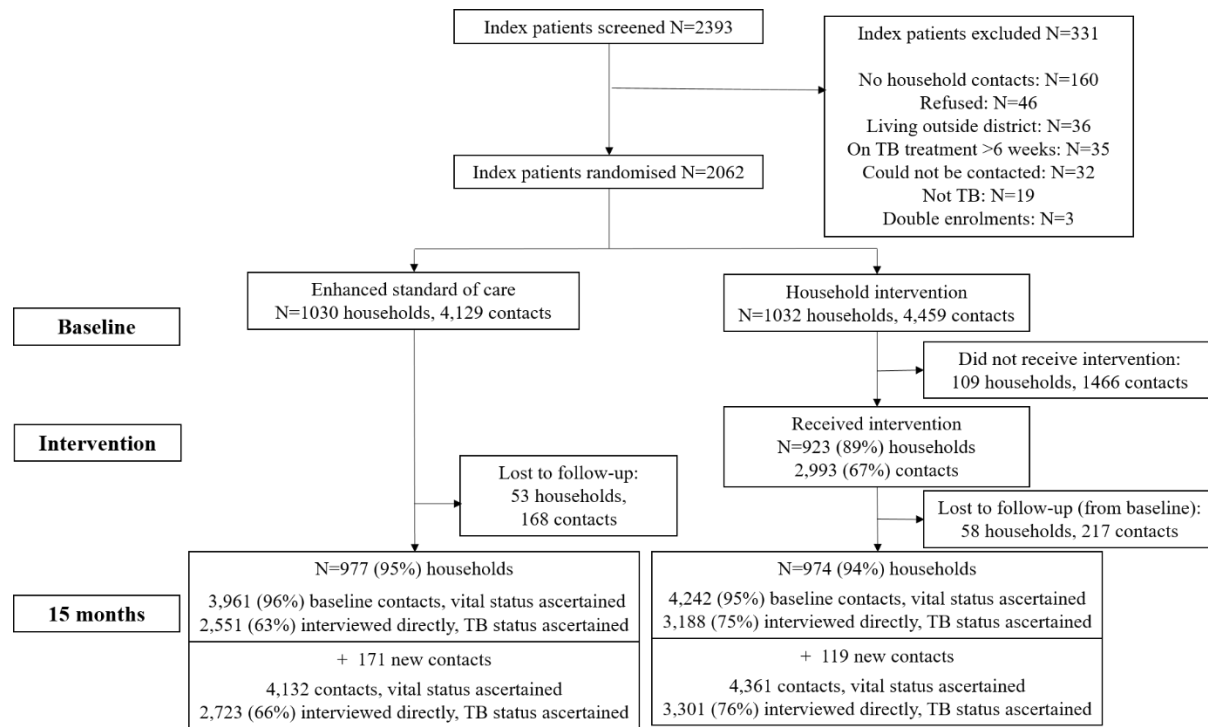 Index patients screened N=2393
Index patients excluded N=331
No household contacts: N=160
Refused: N=46
Living outside district: N=36
On TB treatment >6 weeks: N=35
Could not be contacted: N=32
Not TB: N=19
Double enrolments: N=3
Index patients randomised N=2062
Baseline
Enhanced standard of care
N=1030 households, 4,129 contacts
Household intervention
N=1032 households, 4,459 contacts
Did not receive intervention:
109 households, 1466 contacts
Intervention
Received intervention
N=923 (89%) households
2,993 (67%) contacts
Lost to follow-up:
53 households,
168 contacts
Lost to follow-up (from baseline):
58 households, 217 contacts
15 months
N=977 (95%) households
3,961 (96%) baseline contacts, vital status ascertained
2,551 (63%) interviewed directly, TB status ascertained
+ 171 new contacts
4,132 contacts, vital status ascertained
2,723 (66%) interviewed directly, TB status ascertained
N=974 (94%) households
4,242 (95%) baseline contacts, vital status ascertained
3,188 (75%) interviewed directly, TB status ascertained
+ 119 new contacts
4,361 contacts, vital status ascertained
3,301 (76%) interviewed directly, TB status ascertained